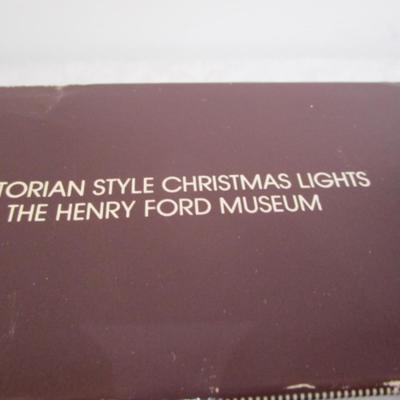 TORIAN STYLE CHRISTMAS LIGHTS
THE HENRY FORD MUSEUM